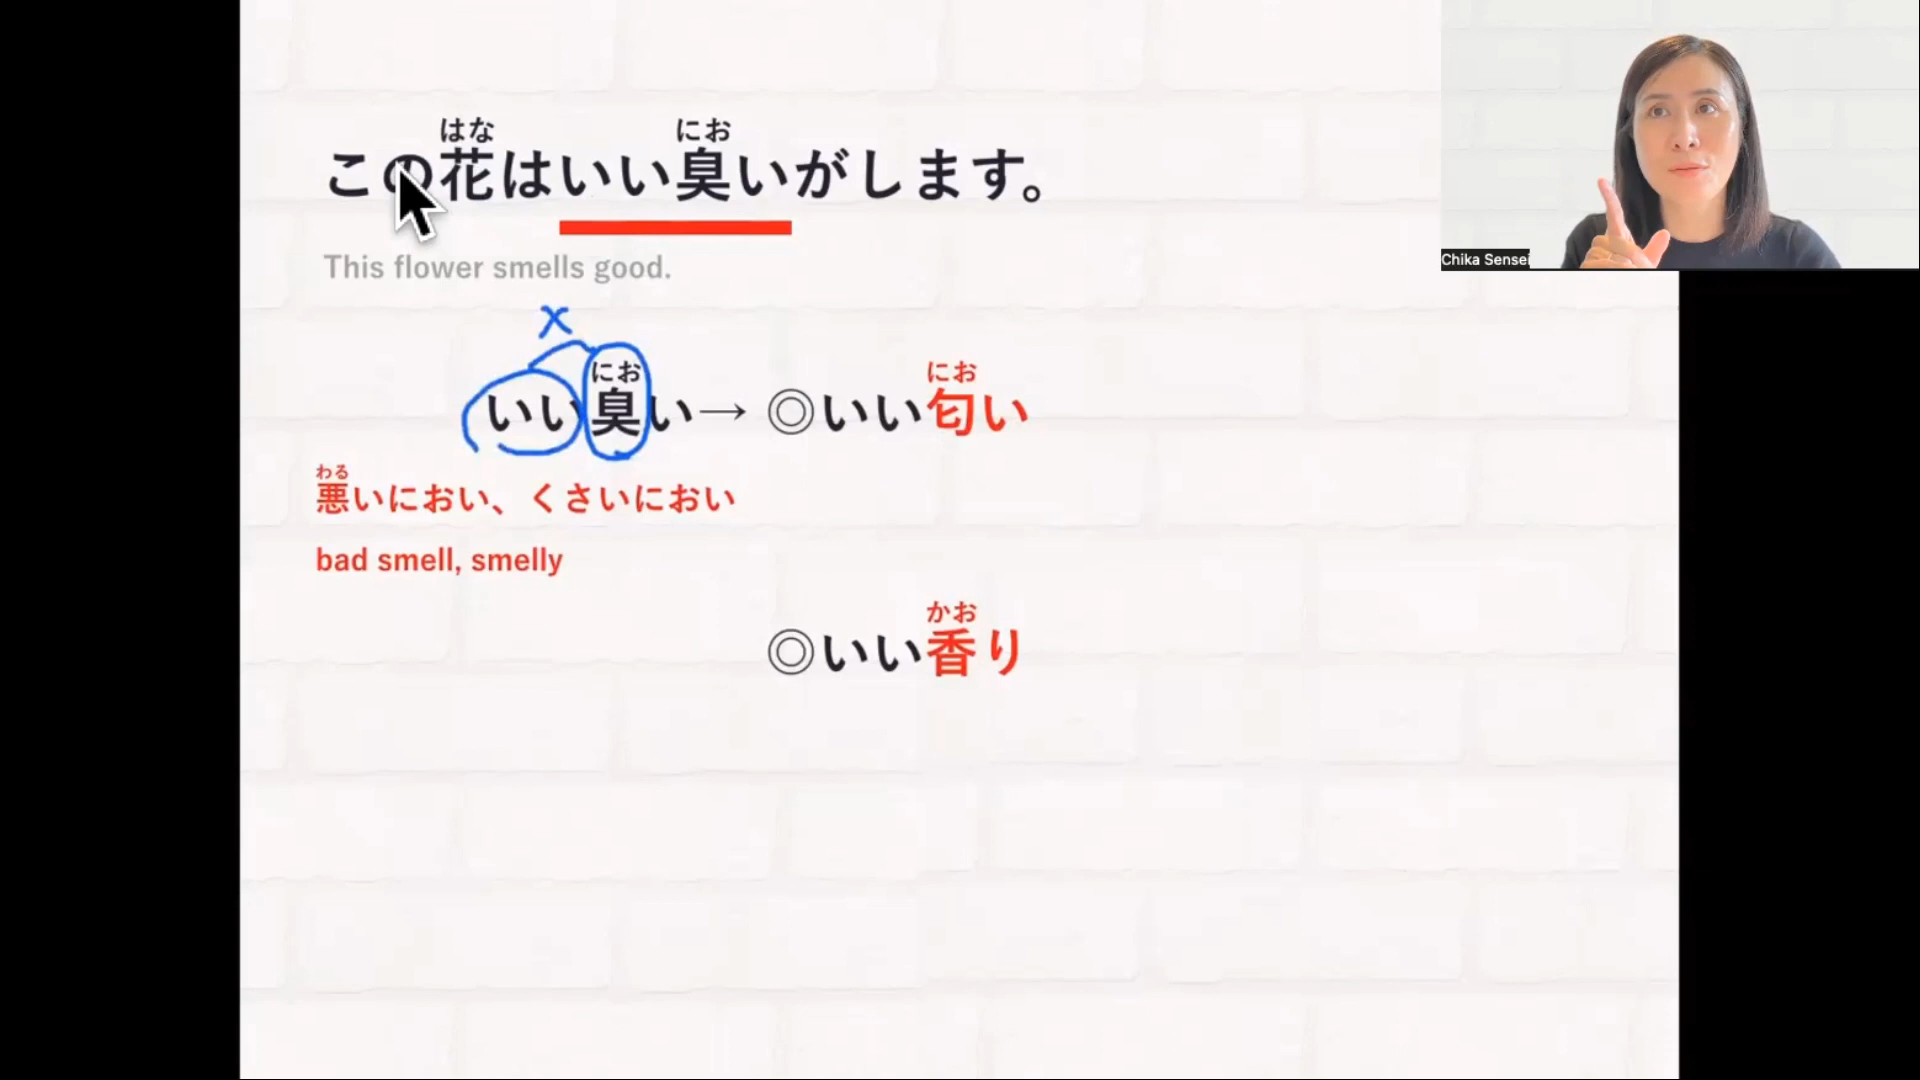 はな にお
この花はいい臭いがします。
This flower smells good.
Chika Sensei
x
にお にお
いい臭い→◎いい匂い
わる
悪いにおい、くさいにおい
bad smell, smelly
かお
◎いい香り